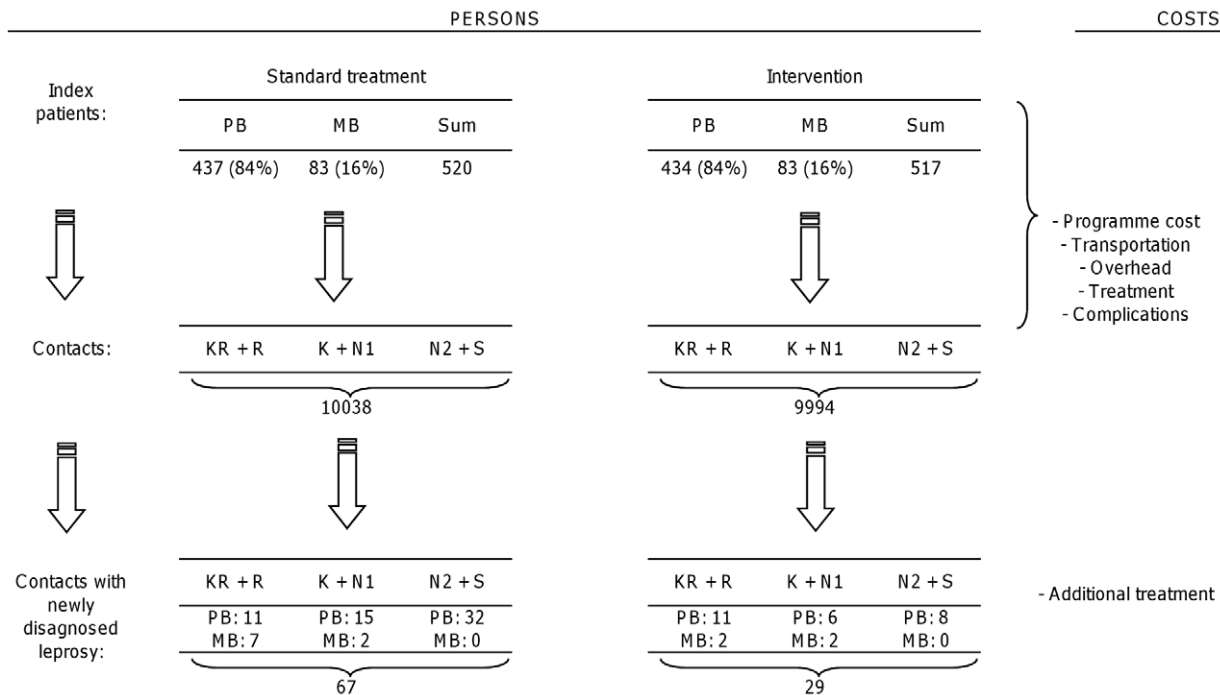 PERSONS COSTS
Standard treatment Intervention
Index
patients:
PB MB Sum PB MB Sum
437 (84%) 83 (16%) 520 434 (84%) 83 (16%) 517
- Programme cost
- Transportation
- Overhead
- Treatment
- Complications
Contacts: KR + R K + N1 N2 + S KR + R K + N1 N2 + S
10038 9994
Contacts with
newly
disagnosed
leprosy:
KR + R K + N1 N2 + S KR + R K + N1 N2 + S
PB: 11 PB: 15 PB: 32 PB: 11 PB: 6 PB: 8
MB: 7 MB: 2 MB: 0 MB: 2 MB: 2 MB: 0
- Additional treatment
67 29